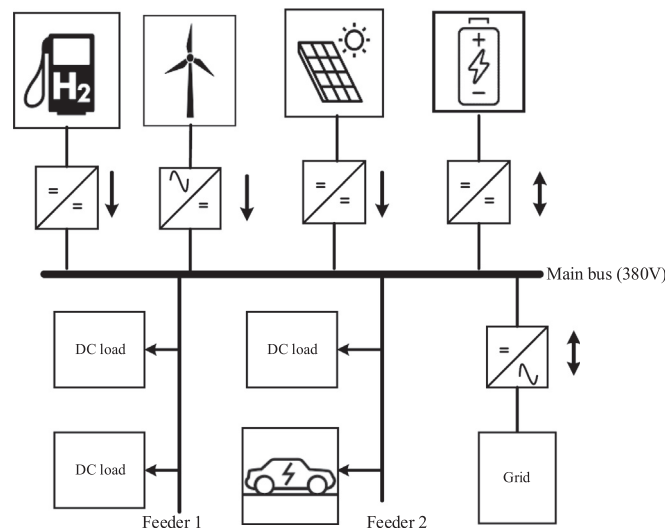 H2
Main bus (380V)
DC load
DC load
DC load
Grid
Feeder 1
Feeder 2